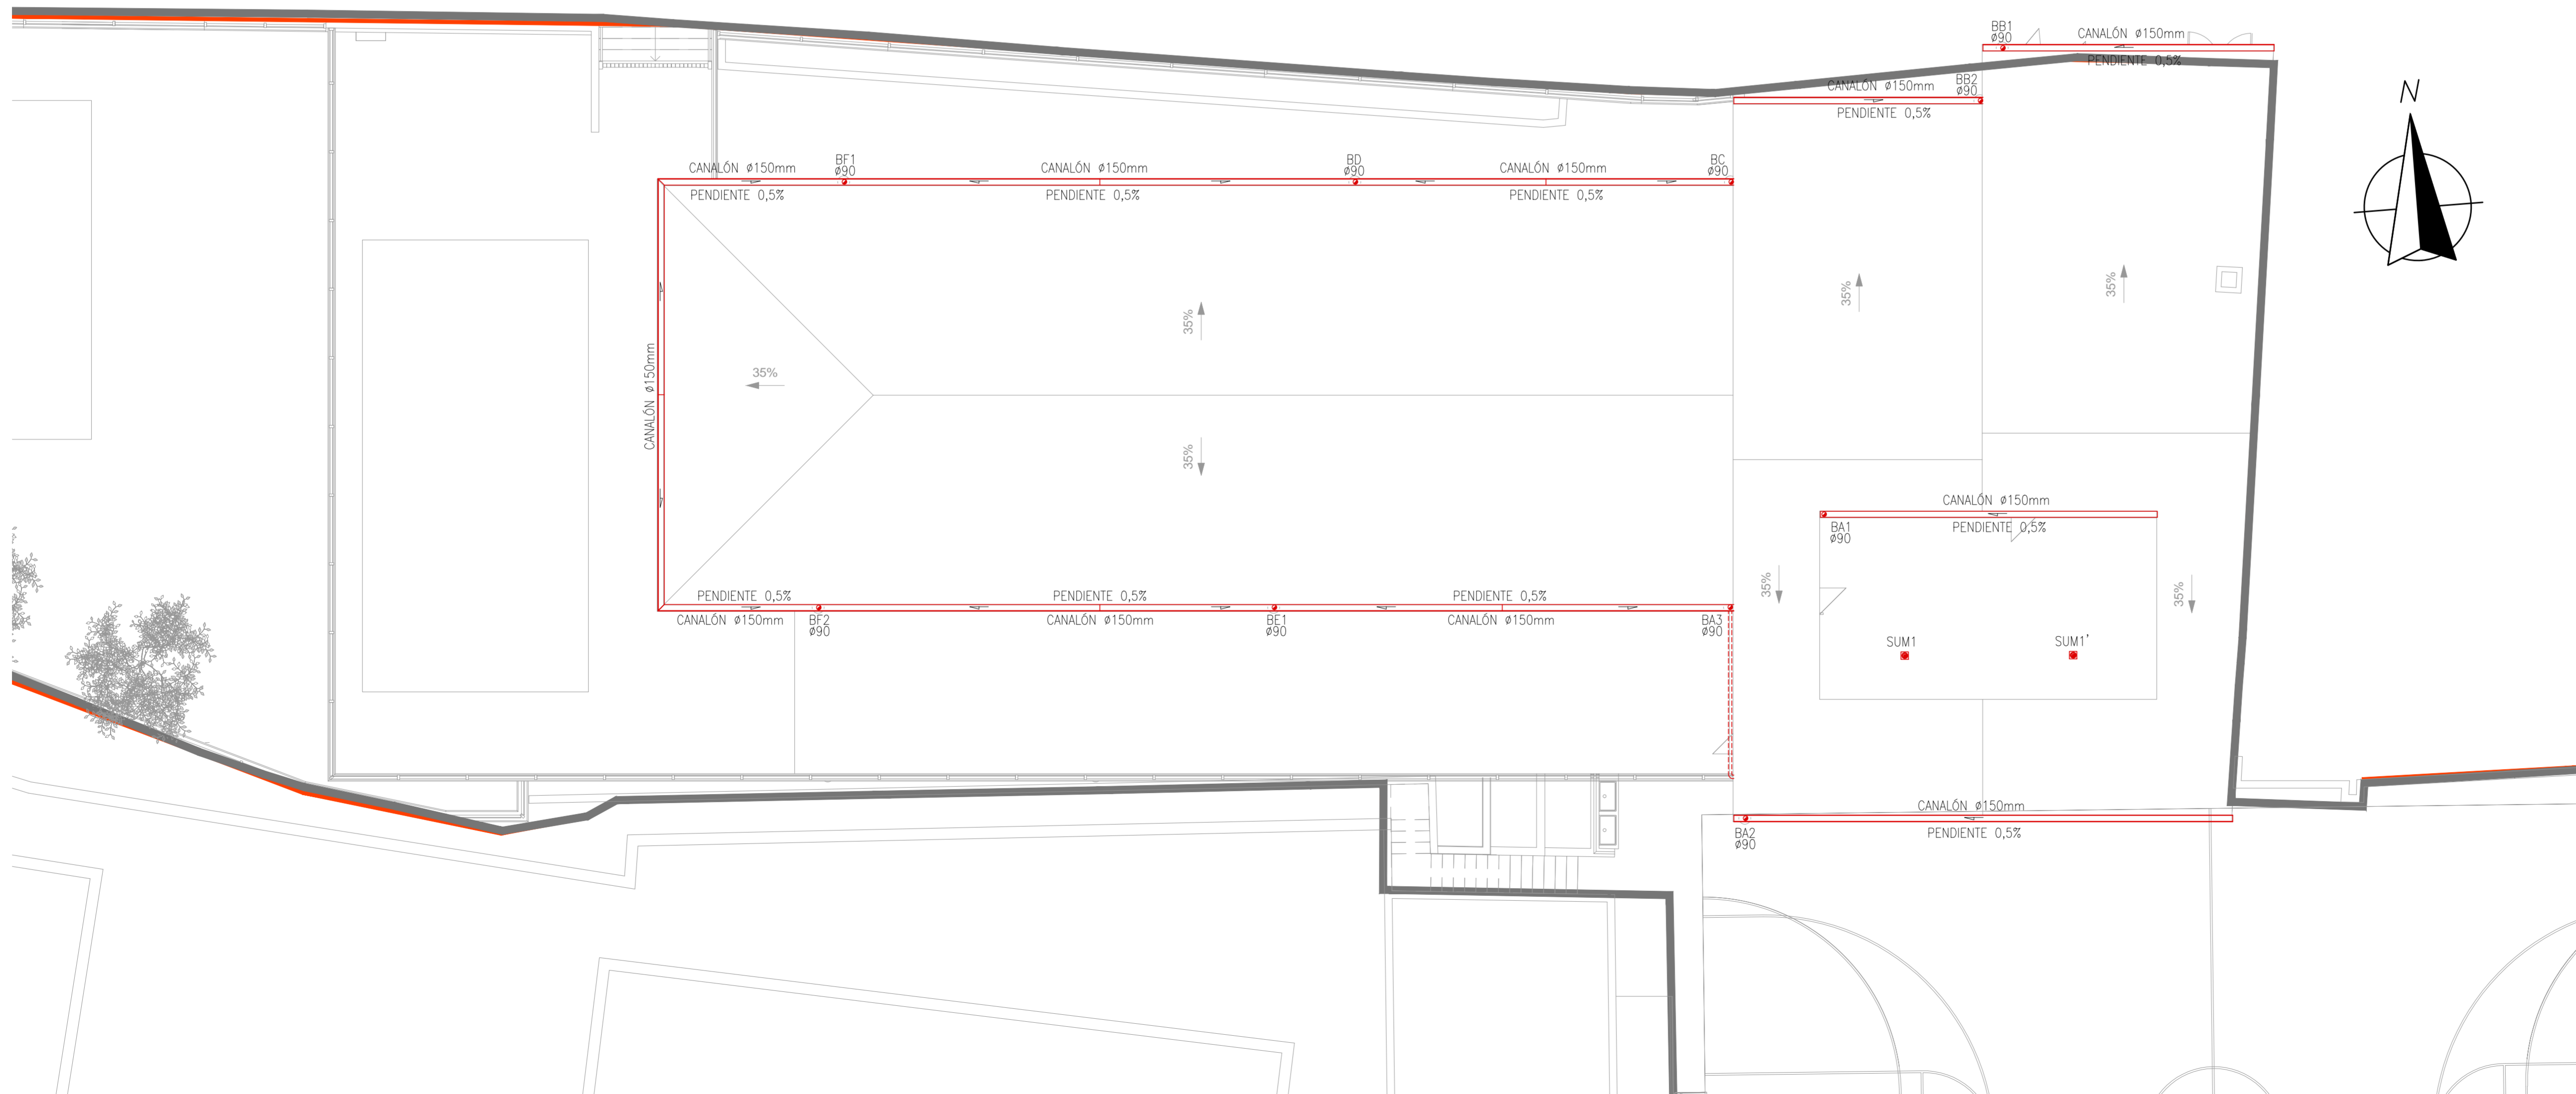 BB1
ø90
CANALÓN ø150mm
PENDIENTE 0,5%
BB2
ø90
CANALÓN ø150mm
PENDIENTE 0,5%
N
CANALÓN ø150mm
PENDIENTE 0,5%
BF1
ø90
CANALÓN ø150mm
PENDIENTE 0,5%
BD
ø90
CANALÓN ø150mm
PENDIENTE 0,5%
BC
ø90
35%
35%
35%
35%
35%
CANALÓN ø150mm
35%
CANALÓN ø150mm
BA1
ø90
PENDIENTE 0,5%
35%
35%
SUM1
SUM1'
PENDIENTE 0,5%
CANALÓN ø150mm
BF2
ø90
PENDIENTE 0,5%
CANALÓN ø150mm
BE1
ø90
PENDIENTE 0,5%
CANALÓN ø150mm
BA3
ø90
CANALÓN ø150mm
BA2
ø90
PENDIENTE 0,5%